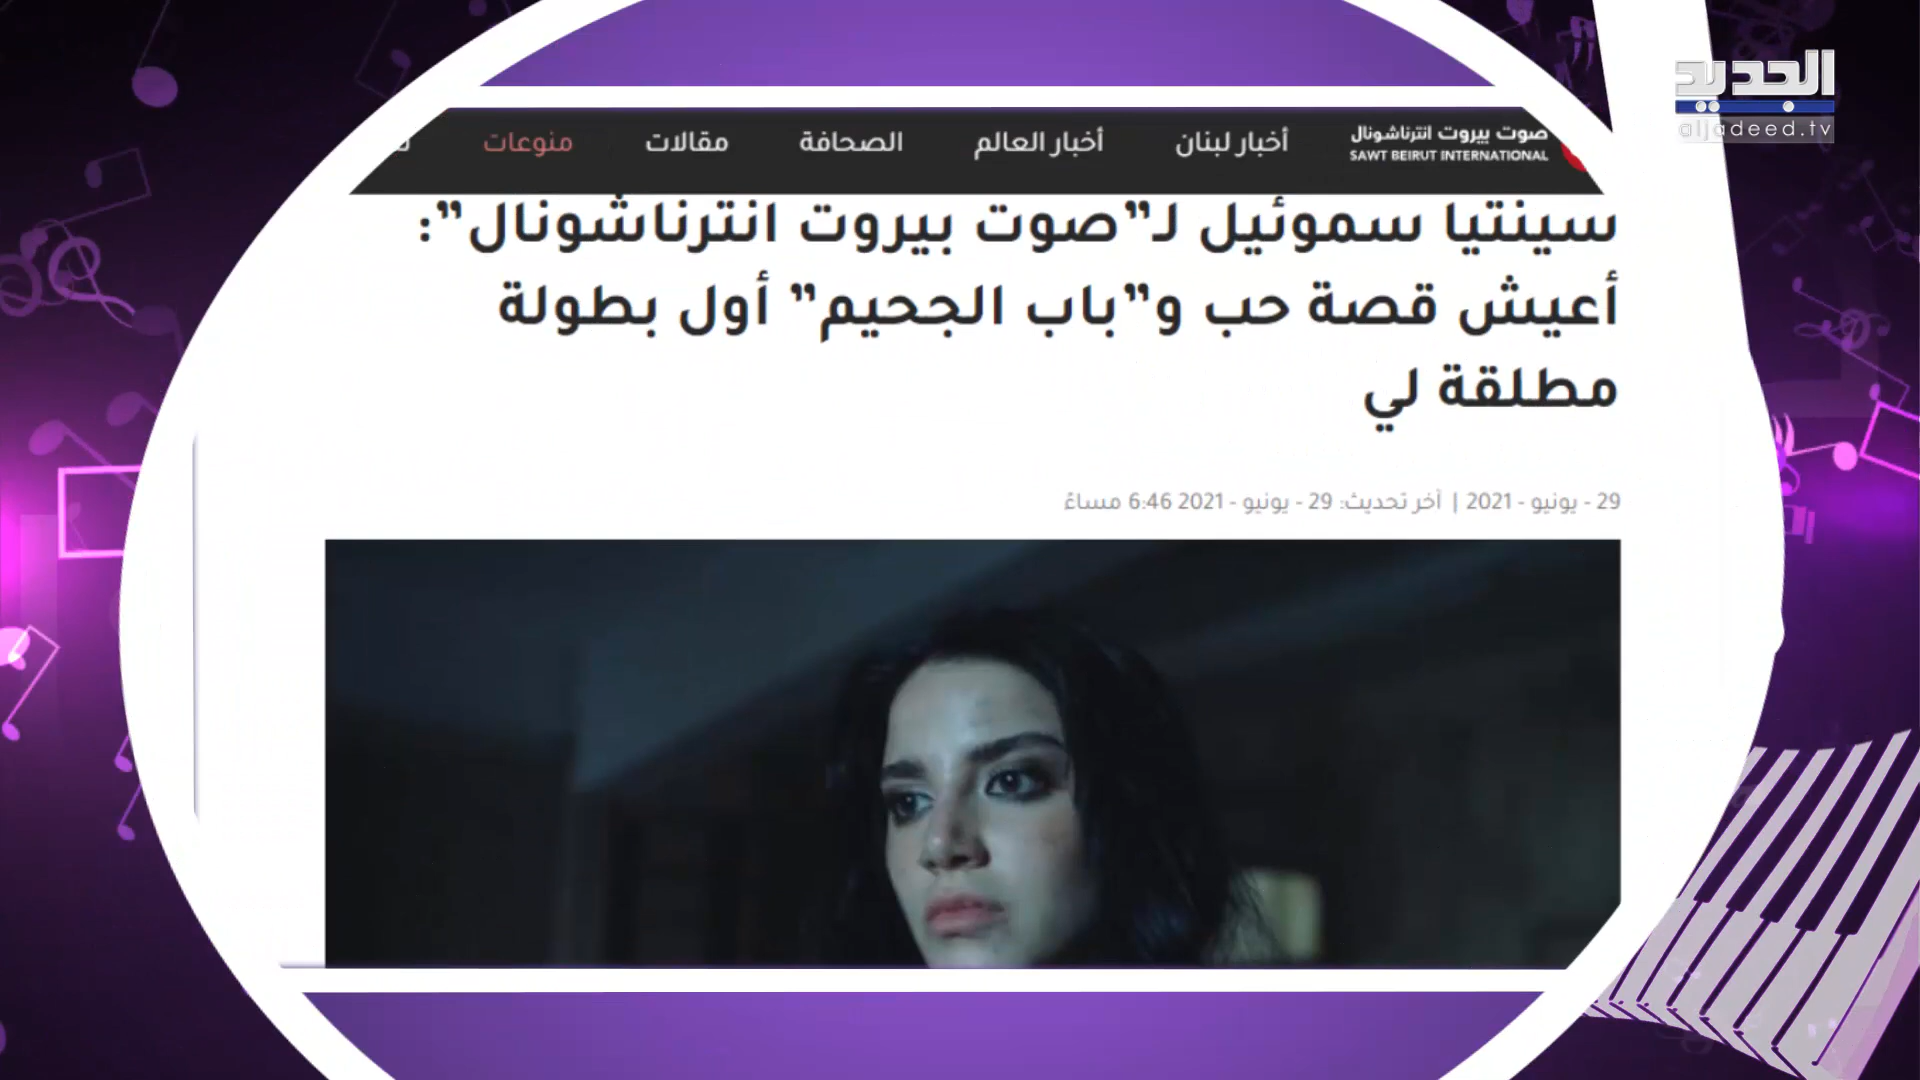 الجديد
aljadeed.tv
صوت بيروت انترناشونال
SAWT BEIRUT INTERNATIONAL
أخبار لبنان
أخبار العالم
الصحافة
مقالات
منوعات
سينتيا سموئيل لـ”صوت بيروت انترناشونال”:
أعيش قصة حب و”باب الجحيم” أول بطولة
مطلقة لي
29 - يونيو - 2021 | آخر تحديث: 29 - يونيو - 2021 6:46 مساءً